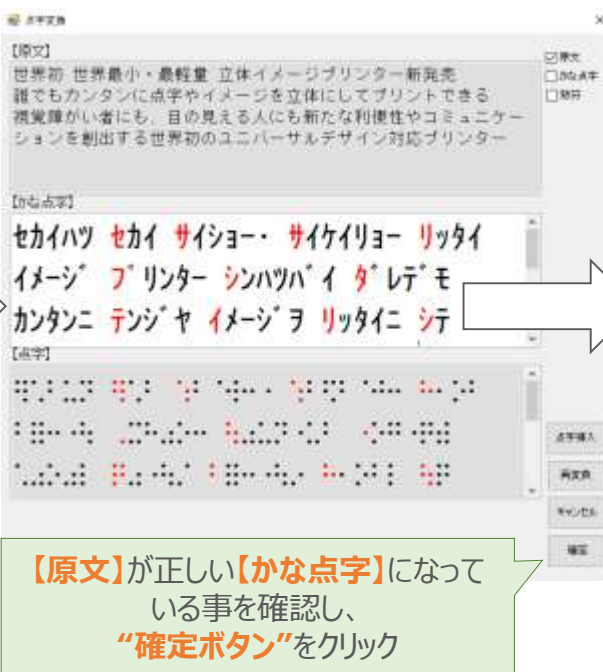 点字変換
【原文】
世界初 世界最小・最軽量 立体イメージプリンター新発売
誰でもカンタンに点字やイメージを立体にしてプリントできる
視覚障がい者にも、目の見える人にも新たな利便性やコミュニケー
ションを創出する世界初のユニバーサルデザイン対応プリンター
原文
かな点字
【かな点字】
セカイハツ セカイ サイショー・ サイケイリョー リッタイ
イメージ プリンター シンハツバイ ダレデモ
カンタンニ テンジヤ イメージヲ リッタイニ シテ
【点字】
点字挿入
再変換
キャンセル
確定
【原文】が正しい【かな点字】になって
いる事を確認し、
“確定ボタン”をクリック